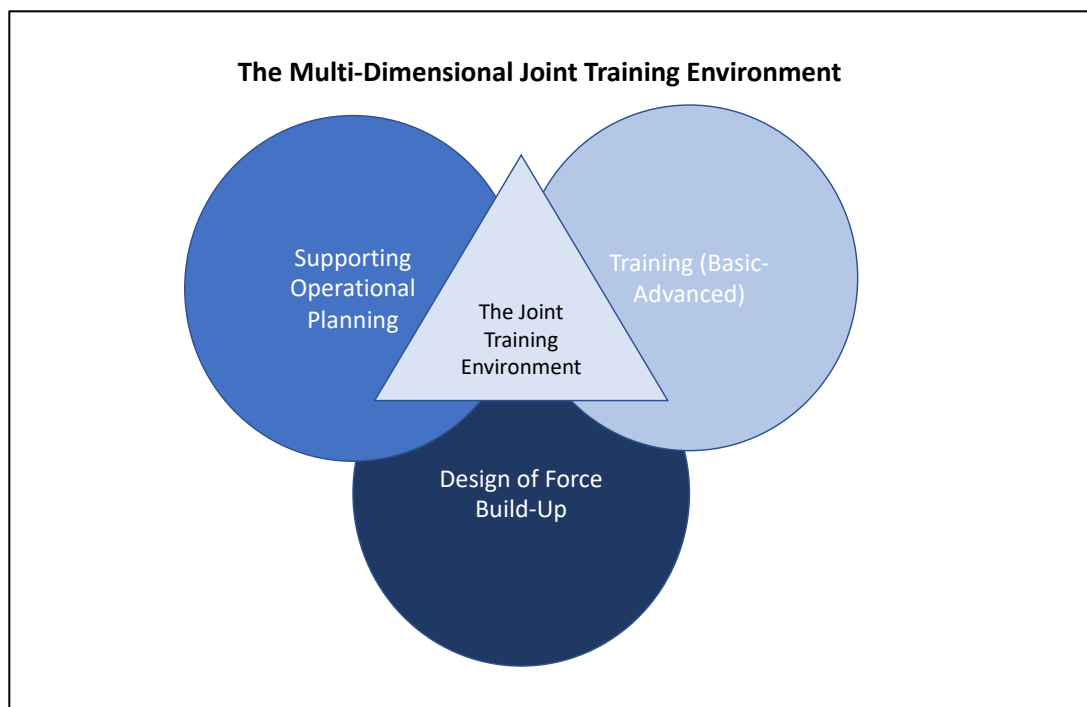 The Multi-Dimensional Joint Training Environment
Supporting
Operational
Planning
Training (Basic-
Advanced)
The Joint
Training
Environment
Design of Force
Build-Up